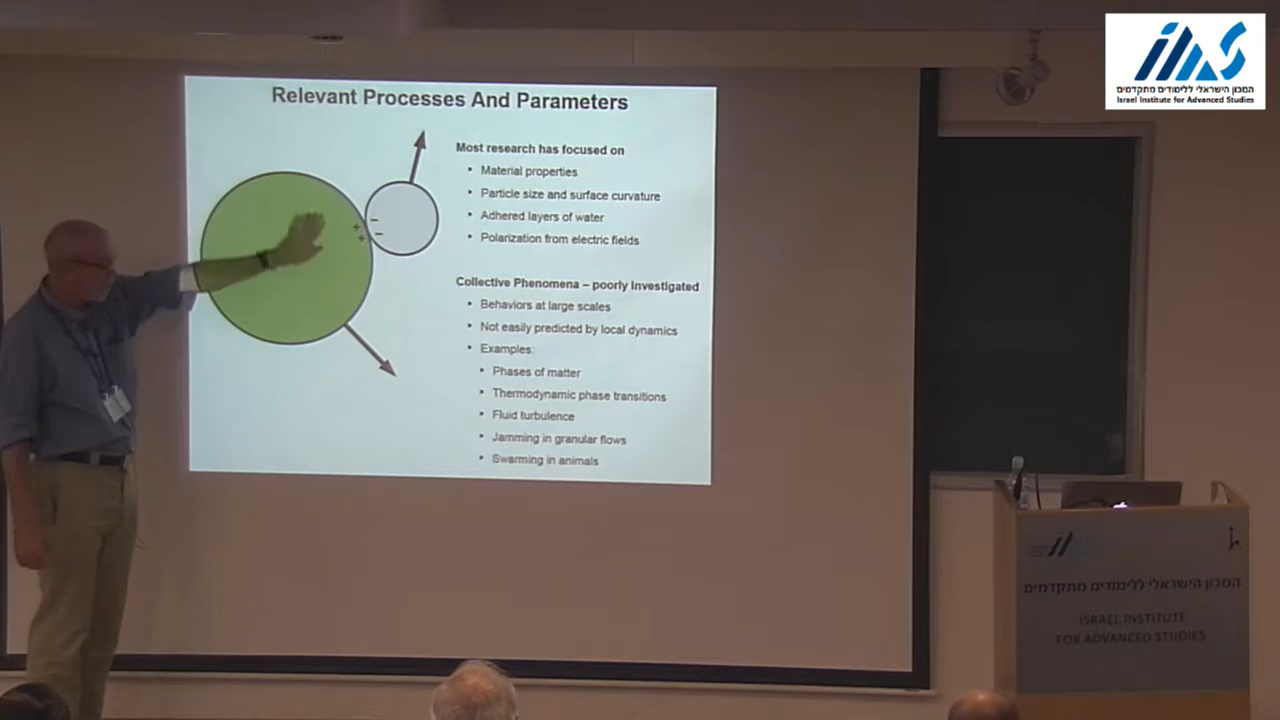 המכון הישראלי ללימודים מתקדמים
Israel Institute for Advanced Studies
Relevant Processes And Parameters
Most research has focused on
• Material properties
• Particle size and surface curvature
• Adhered layers of water
• Polarization from electric fields
+ −
+ −
Collective Phenomena – poorly Investigated
• Behaviors at large scales
• Not easily predicted by local dynamics
• Examples:
• Phases of matter
• Thermodynamic phase transitions
• Fluid turbulence
• Jamming in granular flows
• Swarming in animals
המכון הישראלי ללימודים מתקדמים
ISRAEL INSTITUTE
FOR ADVANCED STUDIES